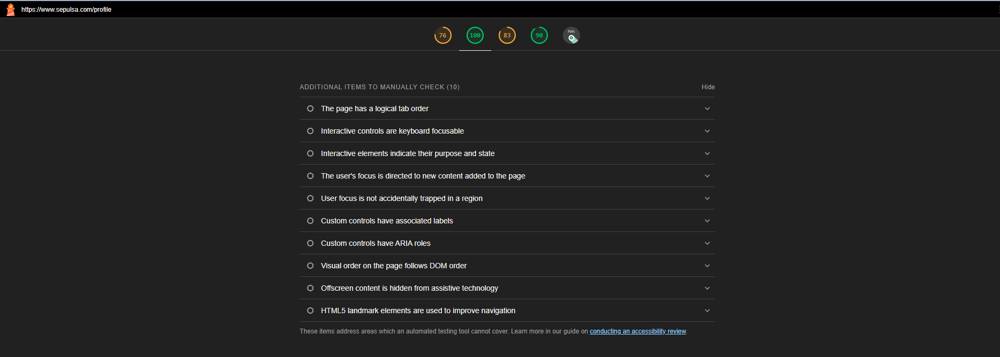 https://www.sepulsa.com/profile
76
100
83
90
PWA
ADDITIONAL ITEMS TO MANUALLY CHECK (10)
Hide
The page has a logical tab order
Interactive controls are keyboard focusable
Interactive elements indicate their purpose and state
The user's focus is directed to new content added to the page
User focus is not accidentally trapped in a region
Custom controls have associated labels
Custom controls have ARIA roles
Visual order on the page follows DOM order
Offscreen content is hidden from assistive technology
HTML5 landmark elements are used to improve navigation
These items address areas which an automated testing tool cannot cover. Learn more in our guide on conducting an accessibility review.